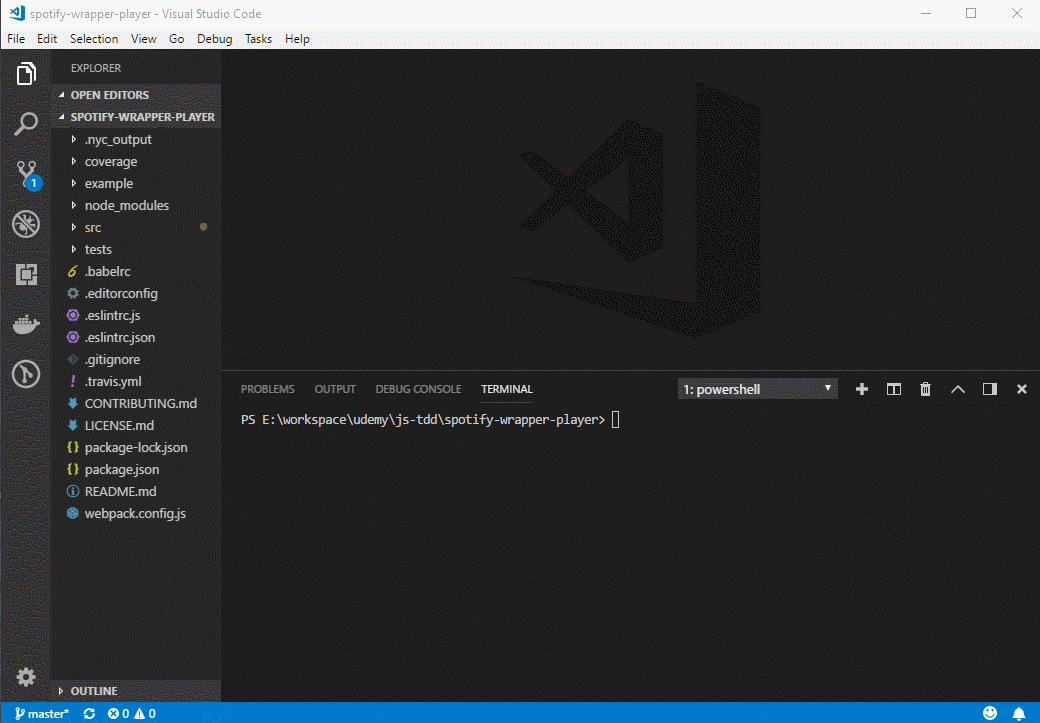 spotify-wrapper-player - Visual Studio Code
File Edit Selection View Go Debug Tasks Help
EXPLORER
OPEN EDITORS
SPOTIFY-WRAPPER-PLAYER
.nyc_output
coverage
example
node_modules
src
tests
.babelrc
.editorconfig
.eslintrc.js
.eslintrc.json
.gitignore
.travis.yml
CONTRIBUTING.md
LICENSE.md
package-lock.json
package.json
README.md
webpack.config.js
OUTLINE
1
PROBLEMS OUTPUT DEBUG CONSOLE TERMINAL 1: powershell
PS E:\workspace\udemy\js-tdd\spotify-wrapper-player>
master* 0 0